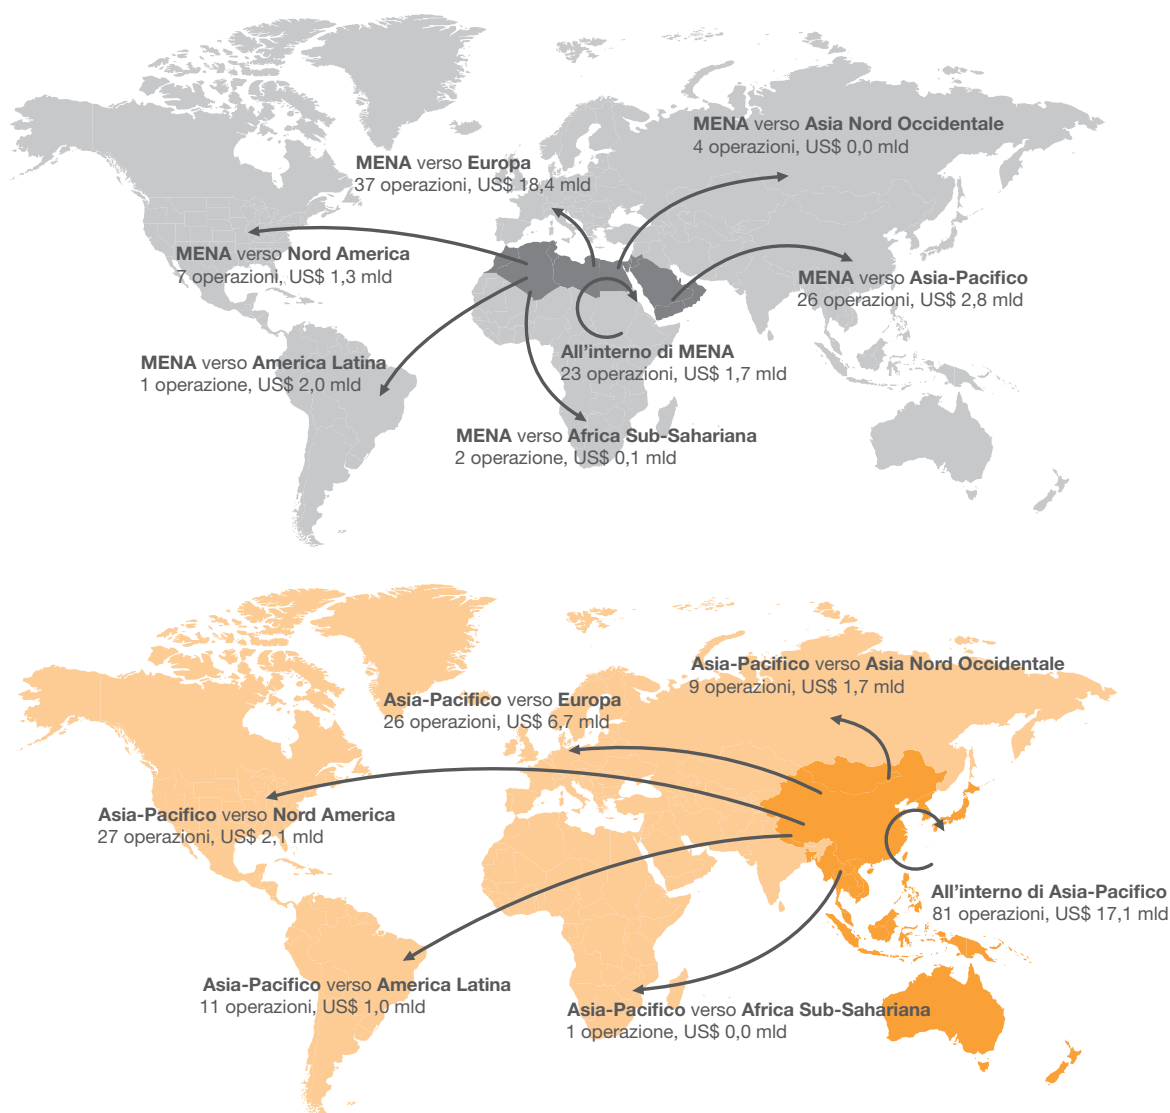 MENA verso Asia Nord Occidentale
4 operazioni, US$ 0,0 mld
MENA verso Europa
37 operazioni, US$ 18,4 mld
MENA verso Nord America
7 operazioni, US$ 1,3 mld
MENA verso Asia-Pacifico
26 operazioni, US$ 2,8 mld
All'interno di MENA
23 operazioni, US$ 1,7 mld
MENA verso America Latina
1 operazione, US$ 2,0 mld
MENA verso Africa Sub-Sahariana
2 operazione, US$ 0,1 mld
Asia-Pacifico verso Asia Nord Occidentale
9 operazioni, US$ 1,7 mld
Asia-Pacifico verso Europa
26 operazioni, US$ 6,7 mld
Asia-Pacifico verso Nord America
27 operazioni, US$ 2,1 mld
All'interno di Asia-Pacifico
81 operazioni, US$ 17,1 mld
Asia-Pacifico verso America Latina
11 operazioni, US$ 1,0 mld
Asia-Pacifico verso Africa Sub-Sahariana
1 operazione, US$ 0,0 mld